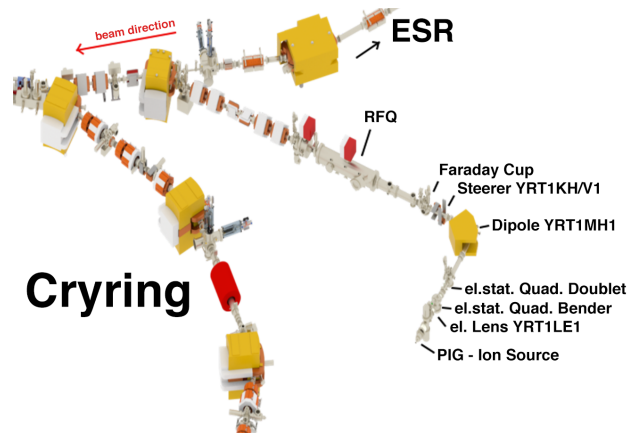 beam direction
ESR
RFQ
Faraday Cup
Steerer YRT1KH/V1
Dipole YRT1MH1
Cryring
el.stat. Quad. Doublet
el.stat. Quad. Bender
el. Lens YRT1LE1
PIG - Ion Source